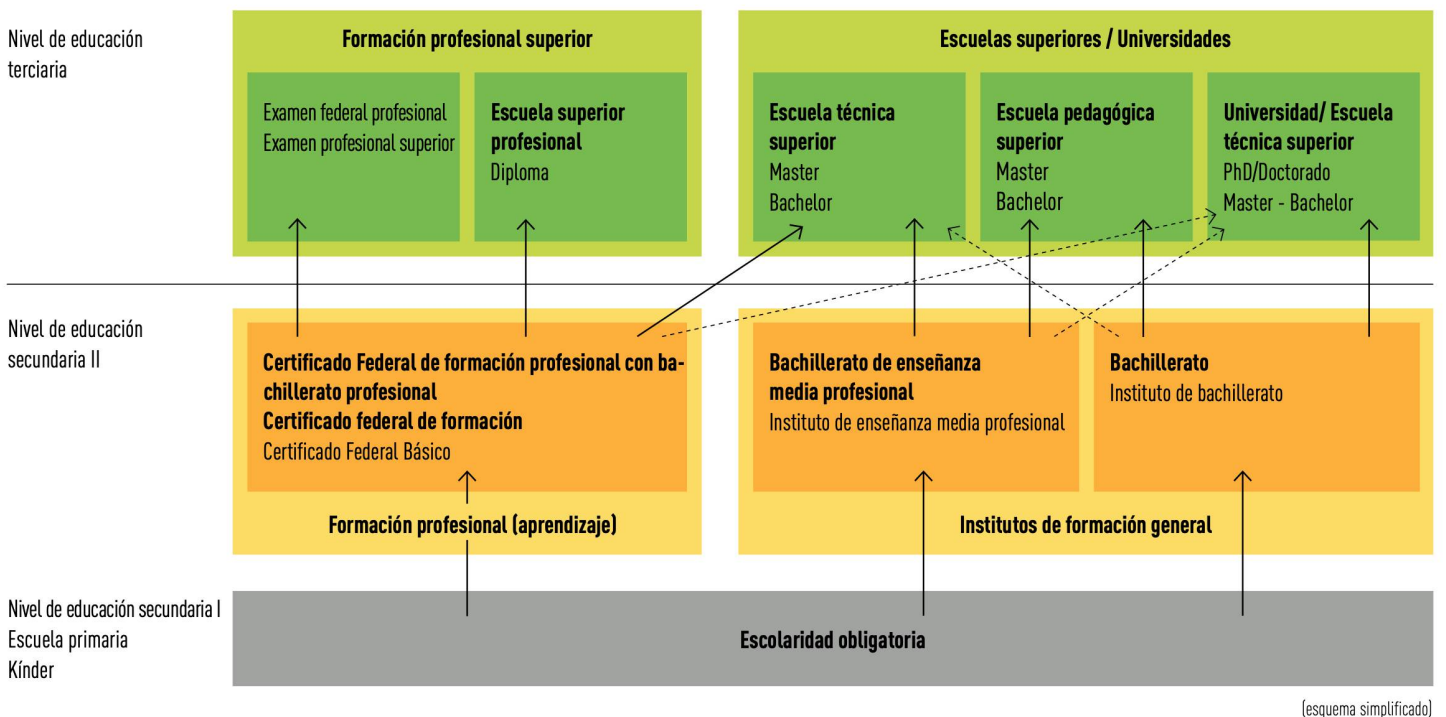 Nivel de educación
terciaria
Formación profesional superior
Examen federal profesional
Examen profesional superior
Escuela superior
profesional
Diploma
Escuelas superiores / Universidades
Escuela técnica
superior
Master
Bachelor
Escuela pedagógica
superior
Master
Bachelor
Universidad/ Escuela
técnica superior
PhD/Doctorado
Master - Bachelor
Nivel de educación
secundaria II
Certificado Federal de formación profesional con ba-
chillerato profesional
Certificado federal de formación
Certificado Federal Básico
Formación profesional (aprendizaje)
Bachillerato de enseñanza
media profesional
Instituto de enseñanza media profesional
Bachillerato
Instituto de bachillerato
Institutos de formación general
Nivel de educación secundaria I
Escuela primaria
Kínder
Escolaridad obligatoria
(esquema simplificado)